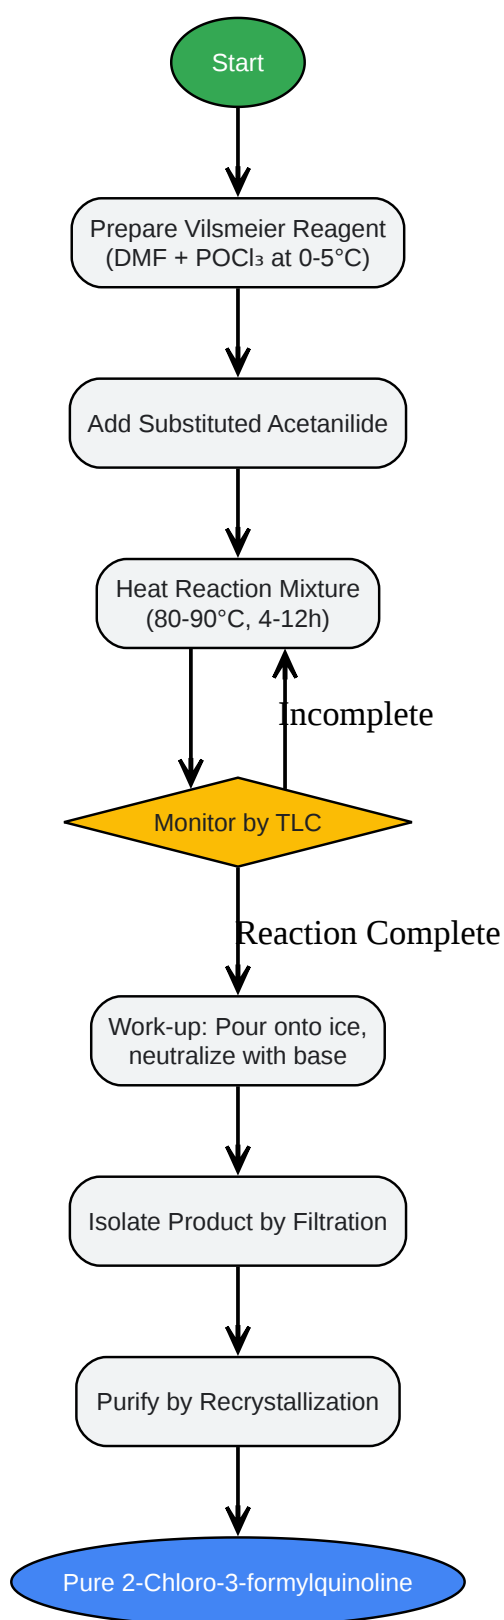 Start
Prepare Vilsmeier Reagent
(DMF + POCl₃ at 0-5°C)
Add Substituted Acetanilide
Heat Reaction Mixture
(80-90°C, 4-12h)
Incomplete
Monitor by TLC
Reaction Complete
Work-up: Pour onto ice,
neutralize with base
Isolate Product by Filtration
Purify by Recrystallization
Pure 2-Chloro-3-formylquinoline